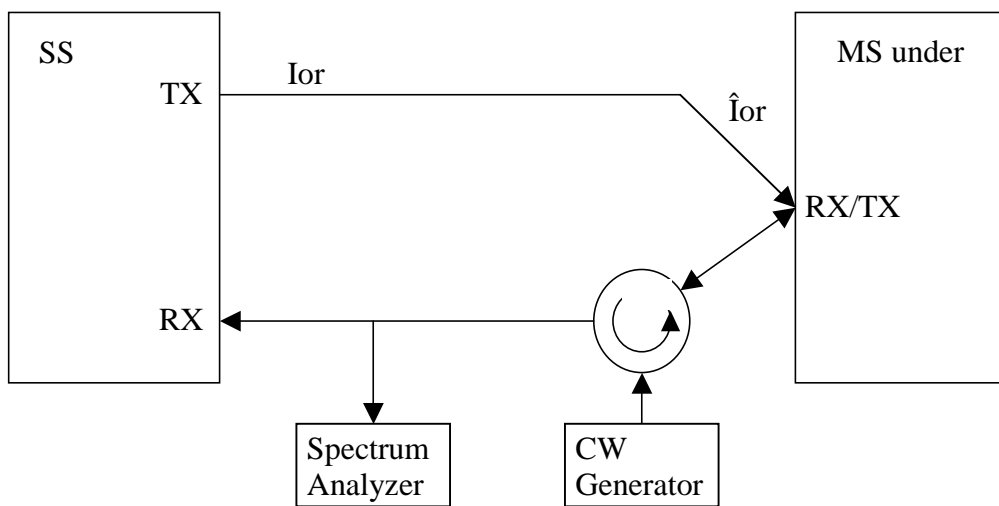 SS
MS under
TX
Ior
Îor
RX/TX
RX
Spectrum
Analyzer
CW
Generator